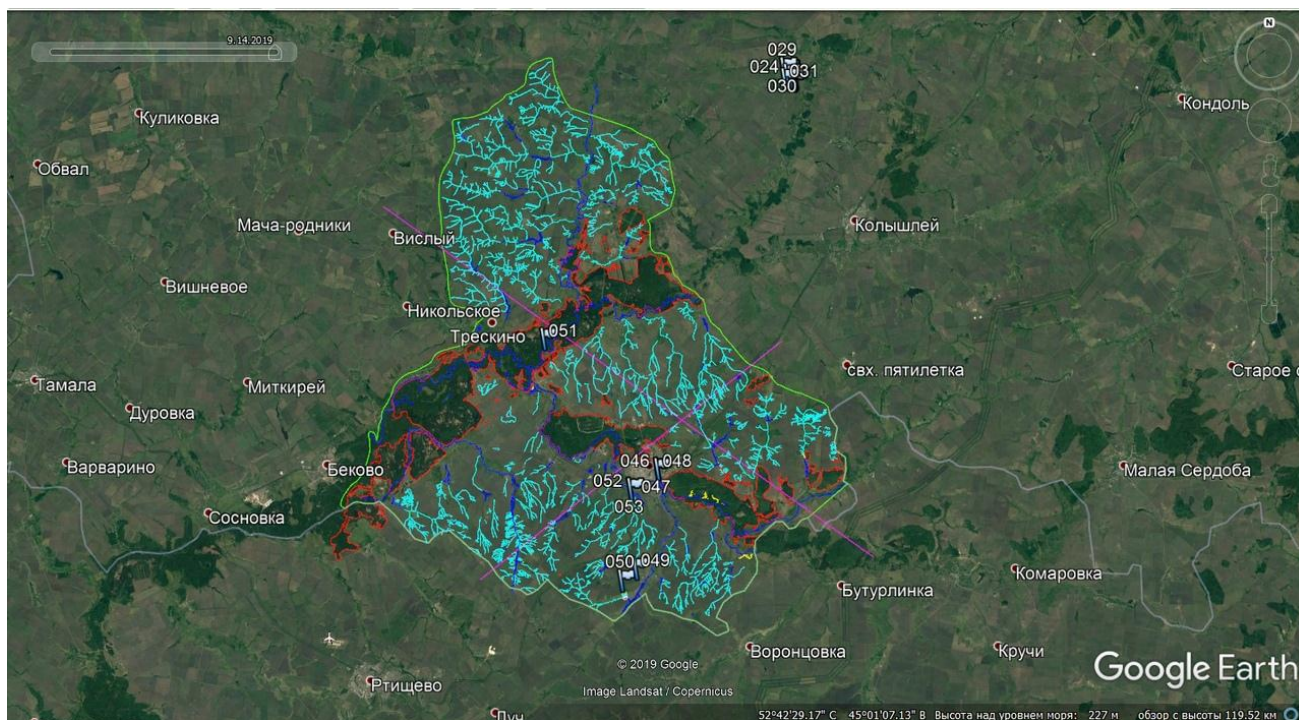 9.14.2019
N
029
024
031
030
Кондоль
Куликовка
Обвал
Мача-родники
Вислый
Колышлей
Вишневое
Никольское
Трескино
051
свх. пятилетка
Тамала
Миткирей
Старое
Дуровка
Варварино
Беково
046
048
Малая Сердоба
052
047
053
Сосновка
050
049
Комаровка
Бутурлинка
Воронцовка
Кручи
© 2019 Google
Google Earth
Ртищево
Image Landsat / Copernicus
52°42'29.17" С 45°01'07.13" В Высота над уровнем моря: 227 м обзор с высоты 119.52 км